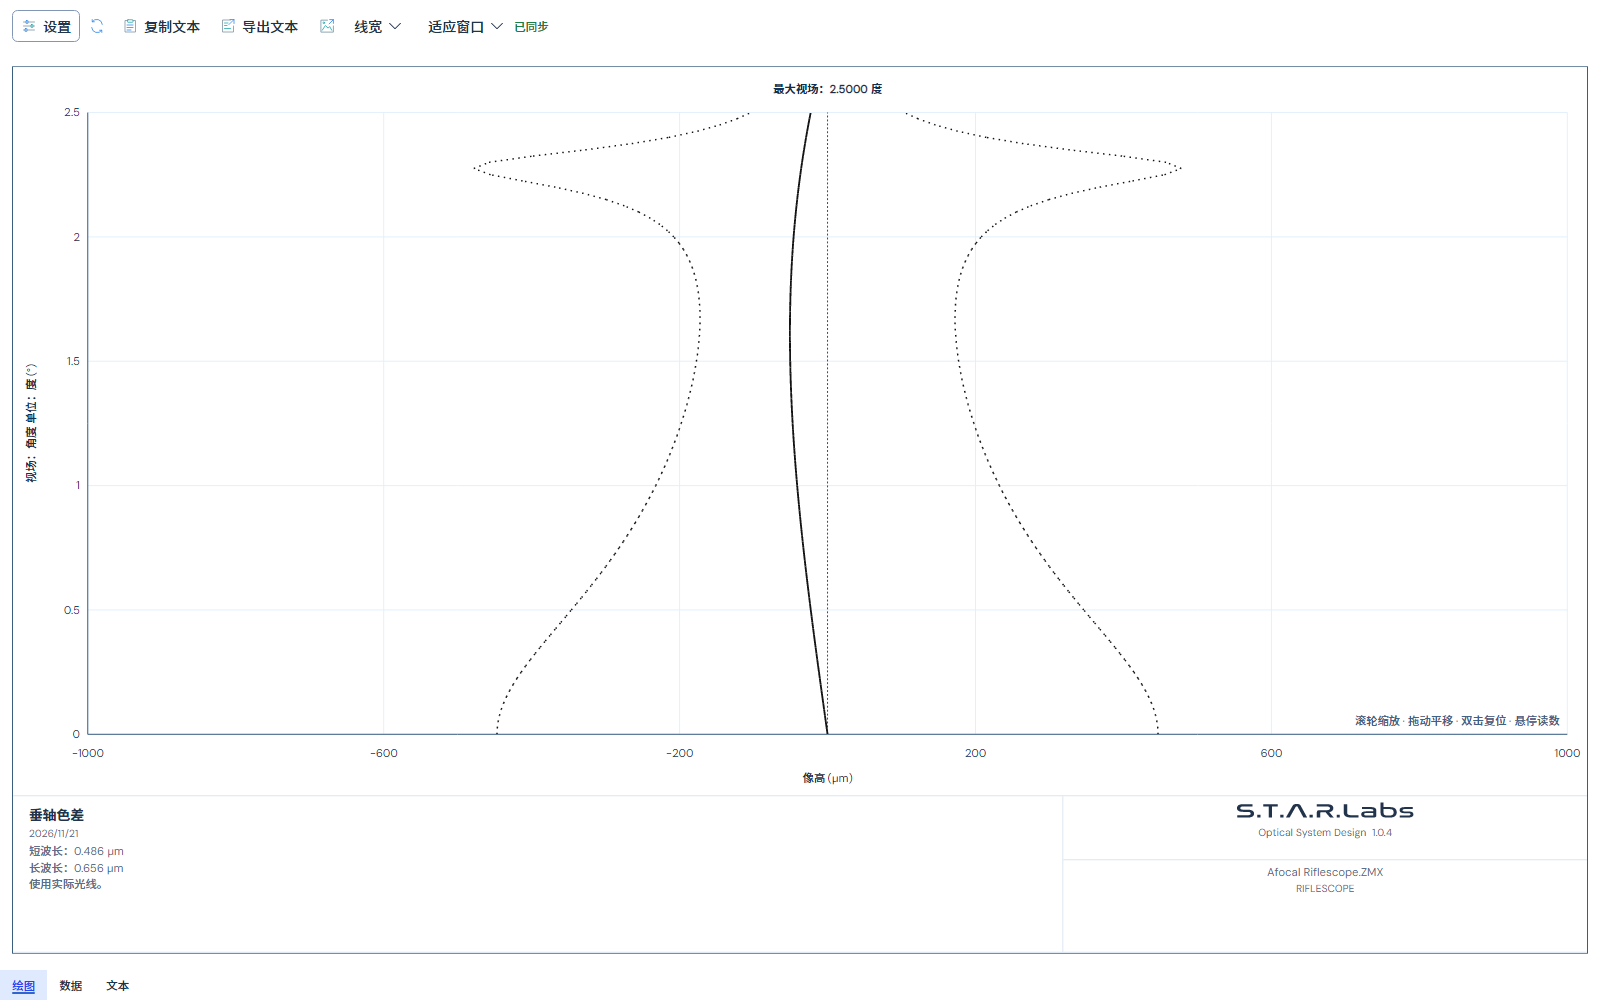 设置 复制文本 导出文本 线宽 适应窗口 已同步
最大视场：2.5000 度
2.5
2
1.5
1
0.5
0
视场：角度 单位：度 (°)
-1000 -600 -200 200 600 1000
滚轮缩放 · 拖动平移 · 双击复位 · 悬停读数
像高 (μm)
垂轴色差
2026/11/21
短波长：0.486 μm
长波长：0.656 μm
使用实际光线。
S.T.A.R.Labs
Optical System Design 1.0.4
Afocal Riflescope.ZMX
RIFLESCOPE
绘图 数据 文本